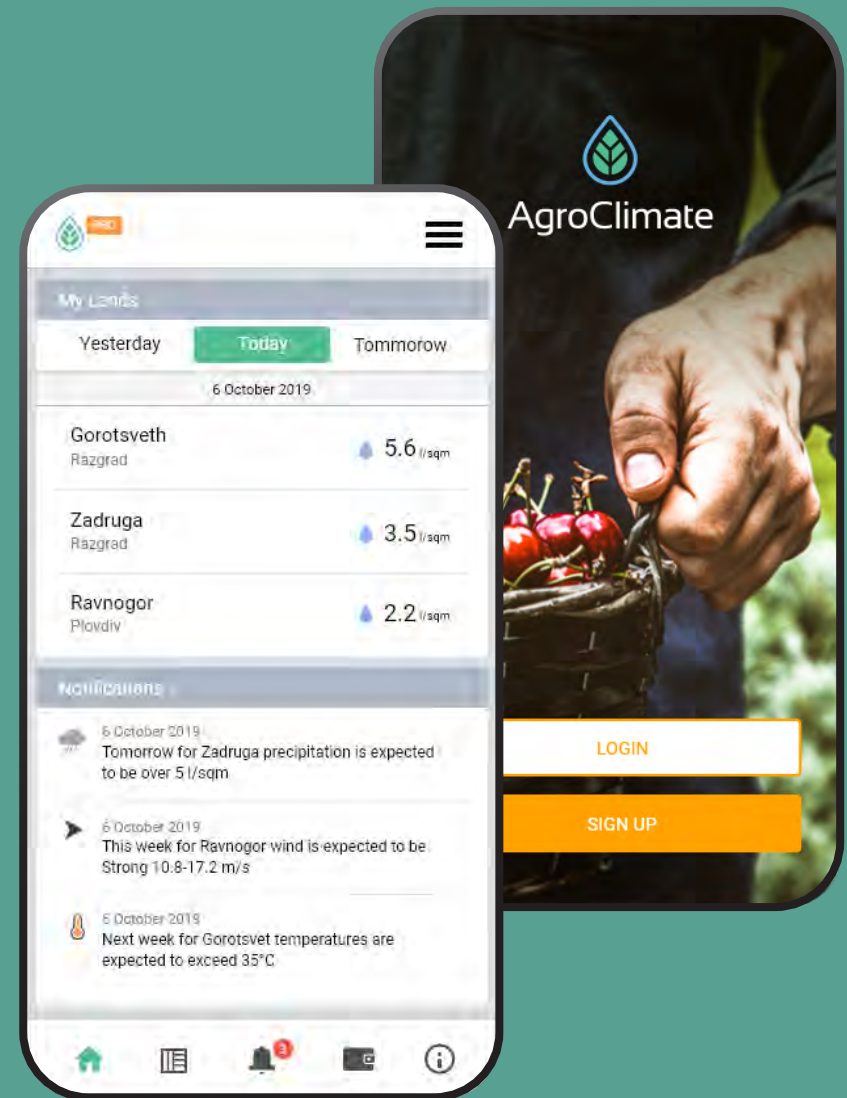 AgroClimate
LOGIN
SIGN UP
PRO
My Lands
Yesterday Today Tommorow
6 October 2019
Gorotsveth
Razgrad
5.6 l/sqm
Zadruga
Razgrad
3.5 l/sqm
Ravnogor
Plovdiv
2.2 l/sqm
Notifications
6 October 2019
Tomorrow for Zadruga precipitation is expected
to be over 5 l/sqm
6 October 2019
This week for Ravnogor wind is expected to be
Strong 10.8-17.2 m/s
6 October 2019
Next week for Gorotsvet temperatures are
expected to exceed 35°C
3